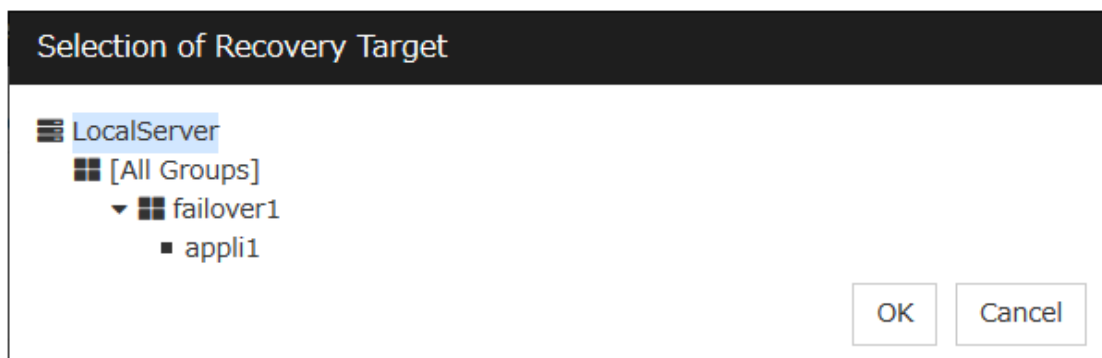 Selection of Recovery Target
LocalServer
[All Groups]
failover1
appli1
OK Cancel